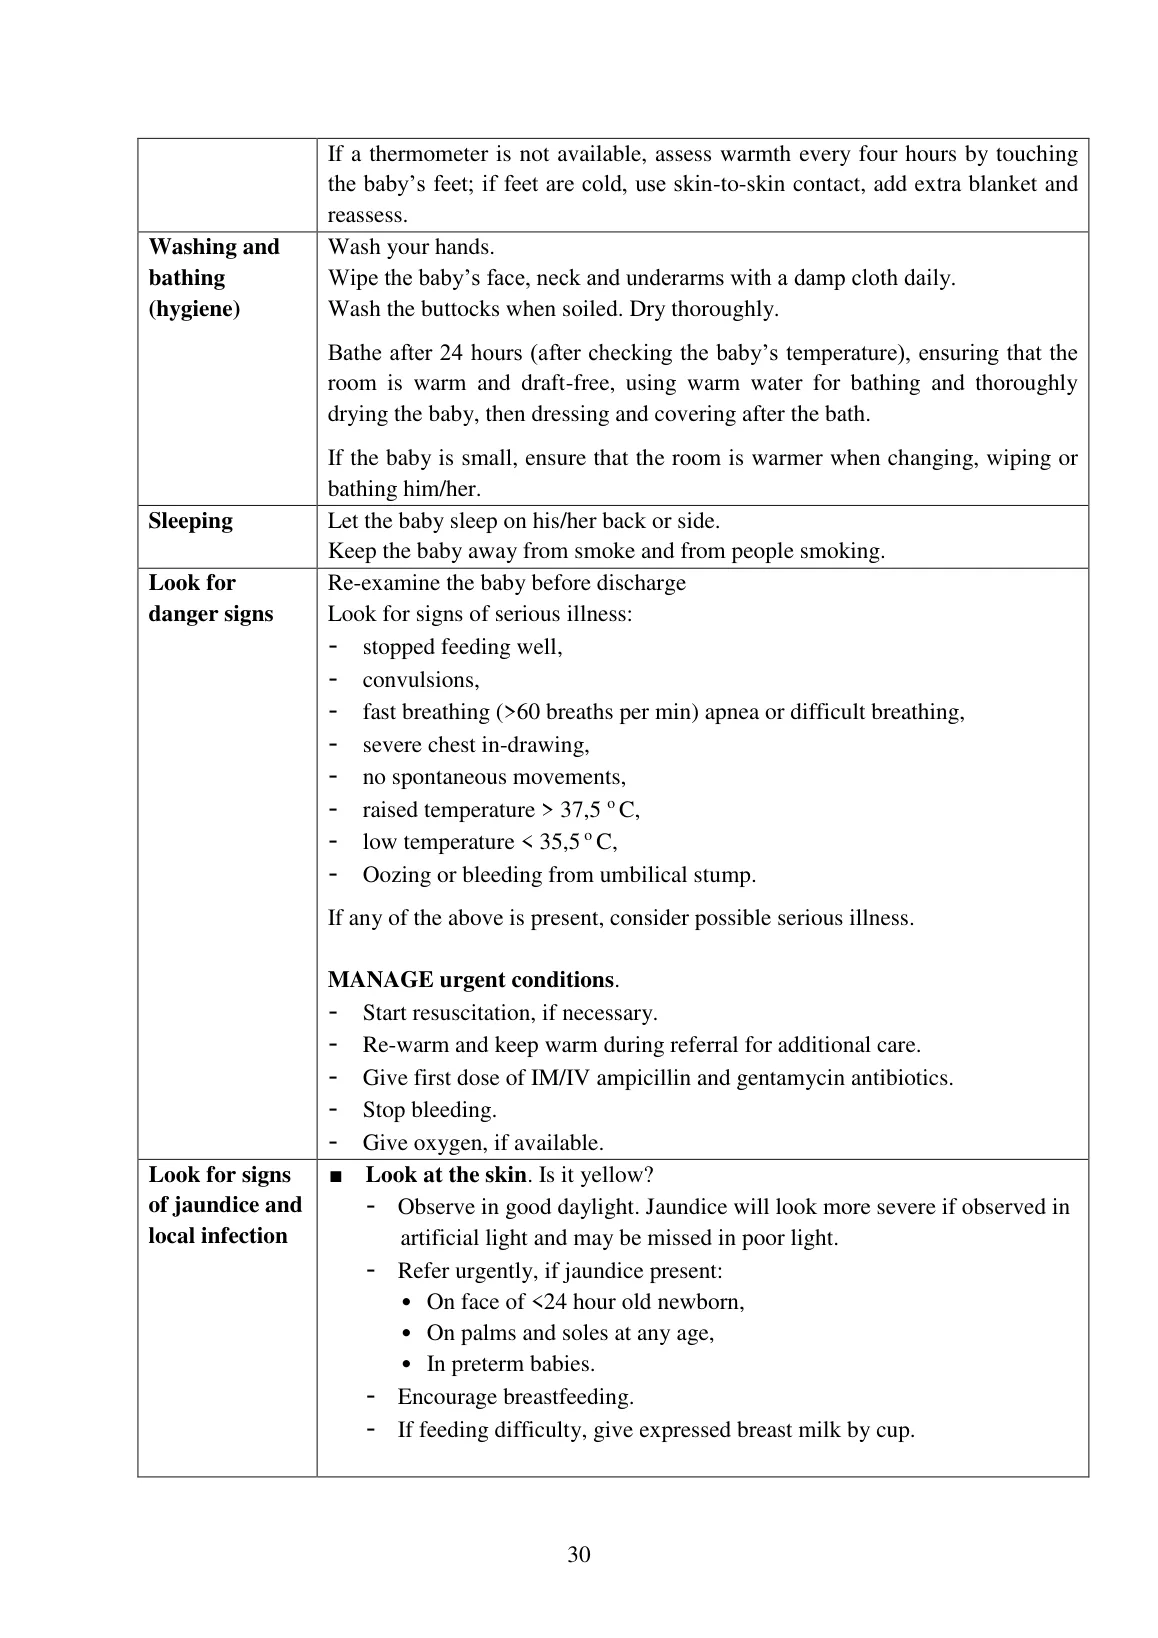 If a thermometer is not available, assess warmth every four hours by touching
the baby’s feet; if feet are cold, use skin-to-skin contact, add extra blanket and
reassess.
Washing and
bathing
(hygiene)
Wash your hands.
Wipe the baby’s face, neck and underarms with a damp cloth daily.
Wash the buttocks when soiled. Dry thoroughly.
Bathe after 24 hours (after checking the baby’s temperature), ensuring that the
room is warm and draft-free, using warm water for bathing and thoroughly
drying the baby, then dressing and covering after the bath.
If the baby is small, ensure that the room is warmer when changing, wiping or
bathing him/her.
Sleeping
Let the baby sleep on his/her back or side.
Keep the baby away from smoke and from people smoking.
Look for
danger signs
Re-examine the baby before discharge
Look for signs of serious illness:
- stopped feeding well,
- convulsions,
- fast breathing (>60 breaths per min) apnea or difficult breathing,
- severe chest in-drawing,
- no spontaneous movements,
- raised temperature > 37,5 º C,
- low temperature < 35,5 º C,
- Oozing or bleeding from umbilical stump.
If any of the above is present, consider possible serious illness.
MANAGE urgent conditions.
- Start resuscitation, if necessary.
- Re-warm and keep warm during referral for additional care.
- Give first dose of IM/IV ampicillin and gentamycin antibiotics.
- Stop bleeding.
- Give oxygen, if available.
Look for signs
of jaundice and
local infection
■ Look at the skin. Is it yellow?
- Observe in good daylight. Jaundice will look more severe if observed in
artificial light and may be missed in poor light.
- Refer urgently, if jaundice present:
• On face of <24 hour old newborn,
• On palms and soles at any age,
• In preterm babies.
- Encourage breastfeeding.
- If feeding difficulty, give expressed breast milk by cup.
30